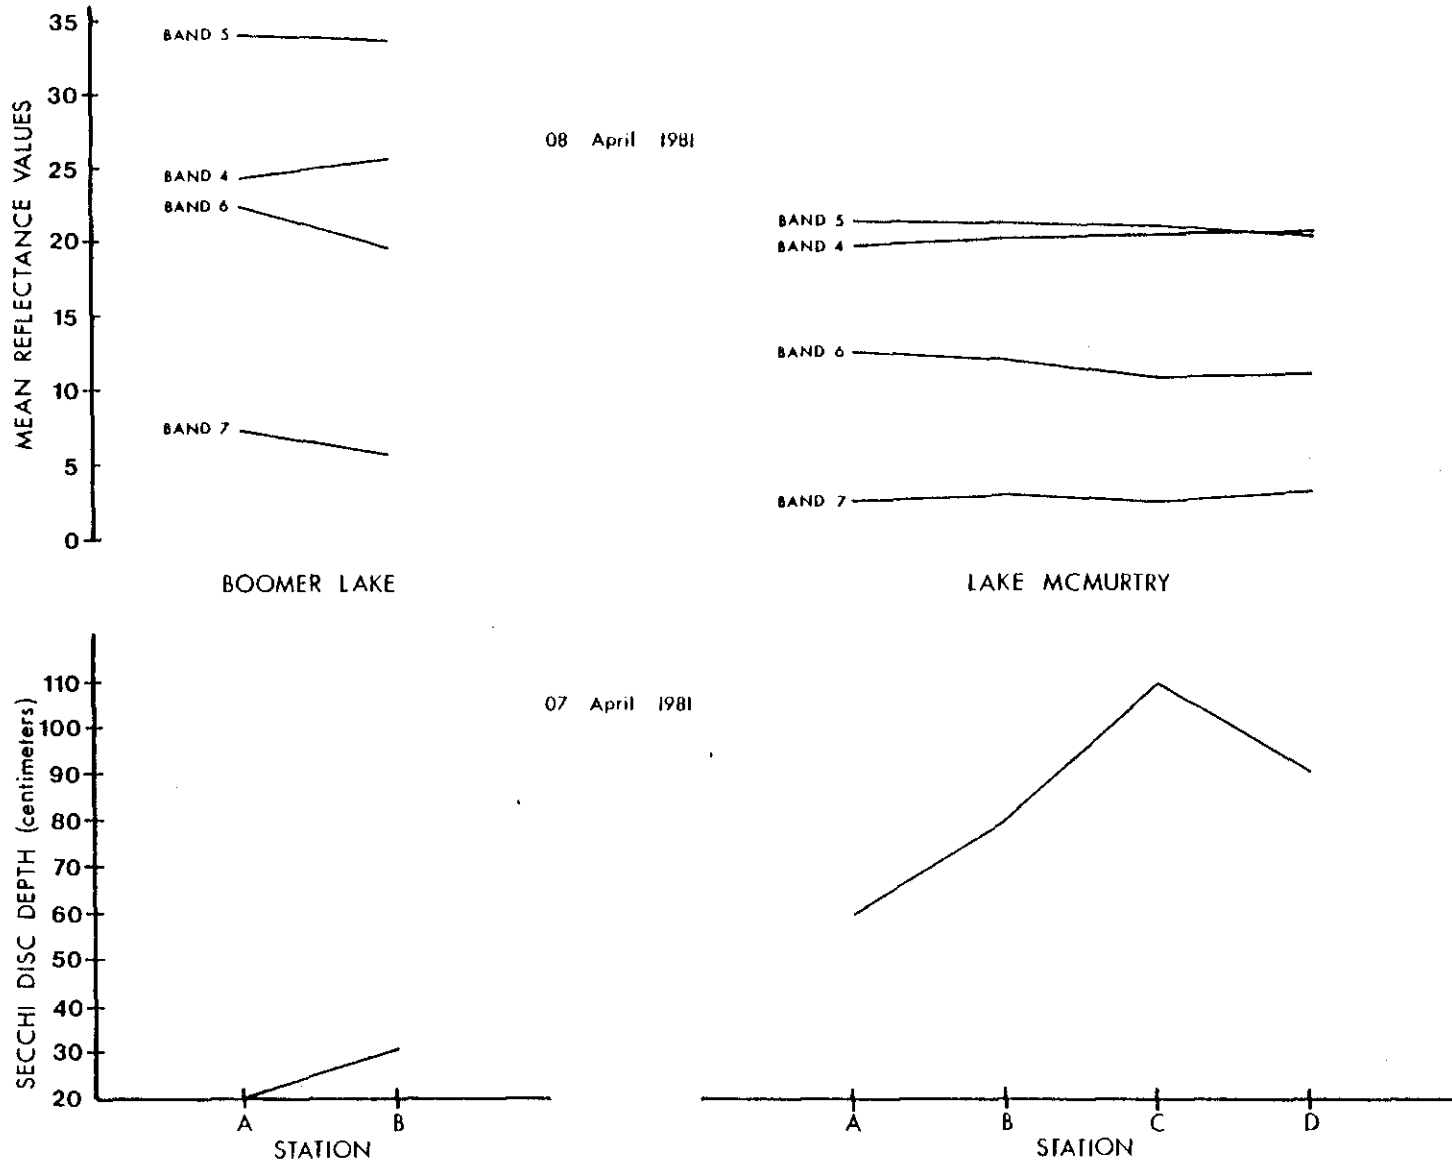 MEAN REFLECTANCE VALUES
35
30
25
20
15
10
5
0
BAND 5
BAND 4
BAND 6
BAND 7
08 April 1981
BAND 5
BAND 4
BAND 6
BAND 7
BOOMER LAKE
LAKE MCMURTRY
SECCHI DISC DEPTH (centimeters)
110
100
90
80
70
60
50
40
30
20
07 April 1981
A B
STATION
A B C D
STATION